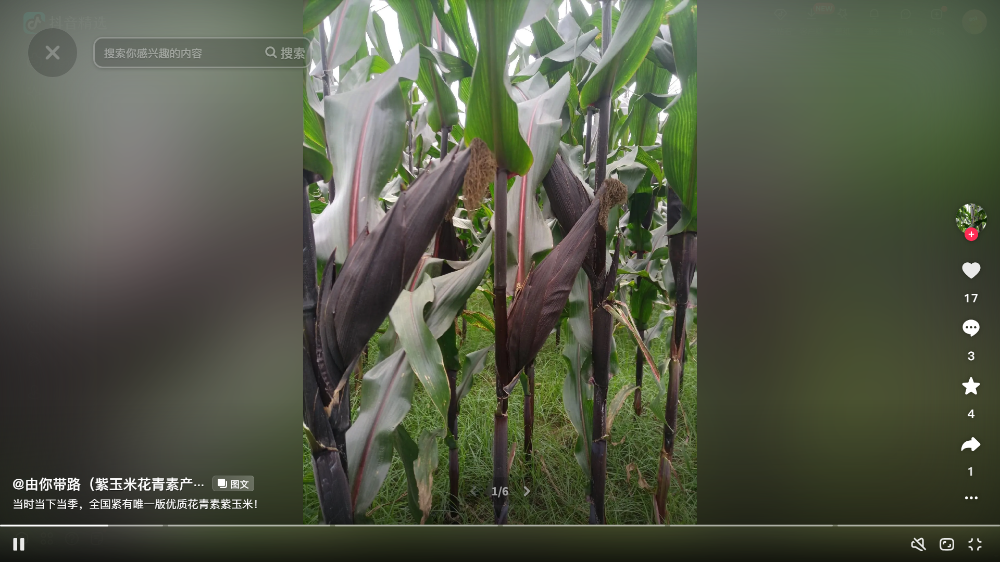 抖音精选
NEW
搜索你感兴趣的内容
搜索
17
3
4
1
@由你带路（紫玉米花青素产…
图文
当时当下当季，全国紧有唯一版优质花青素紫玉米！
1/6